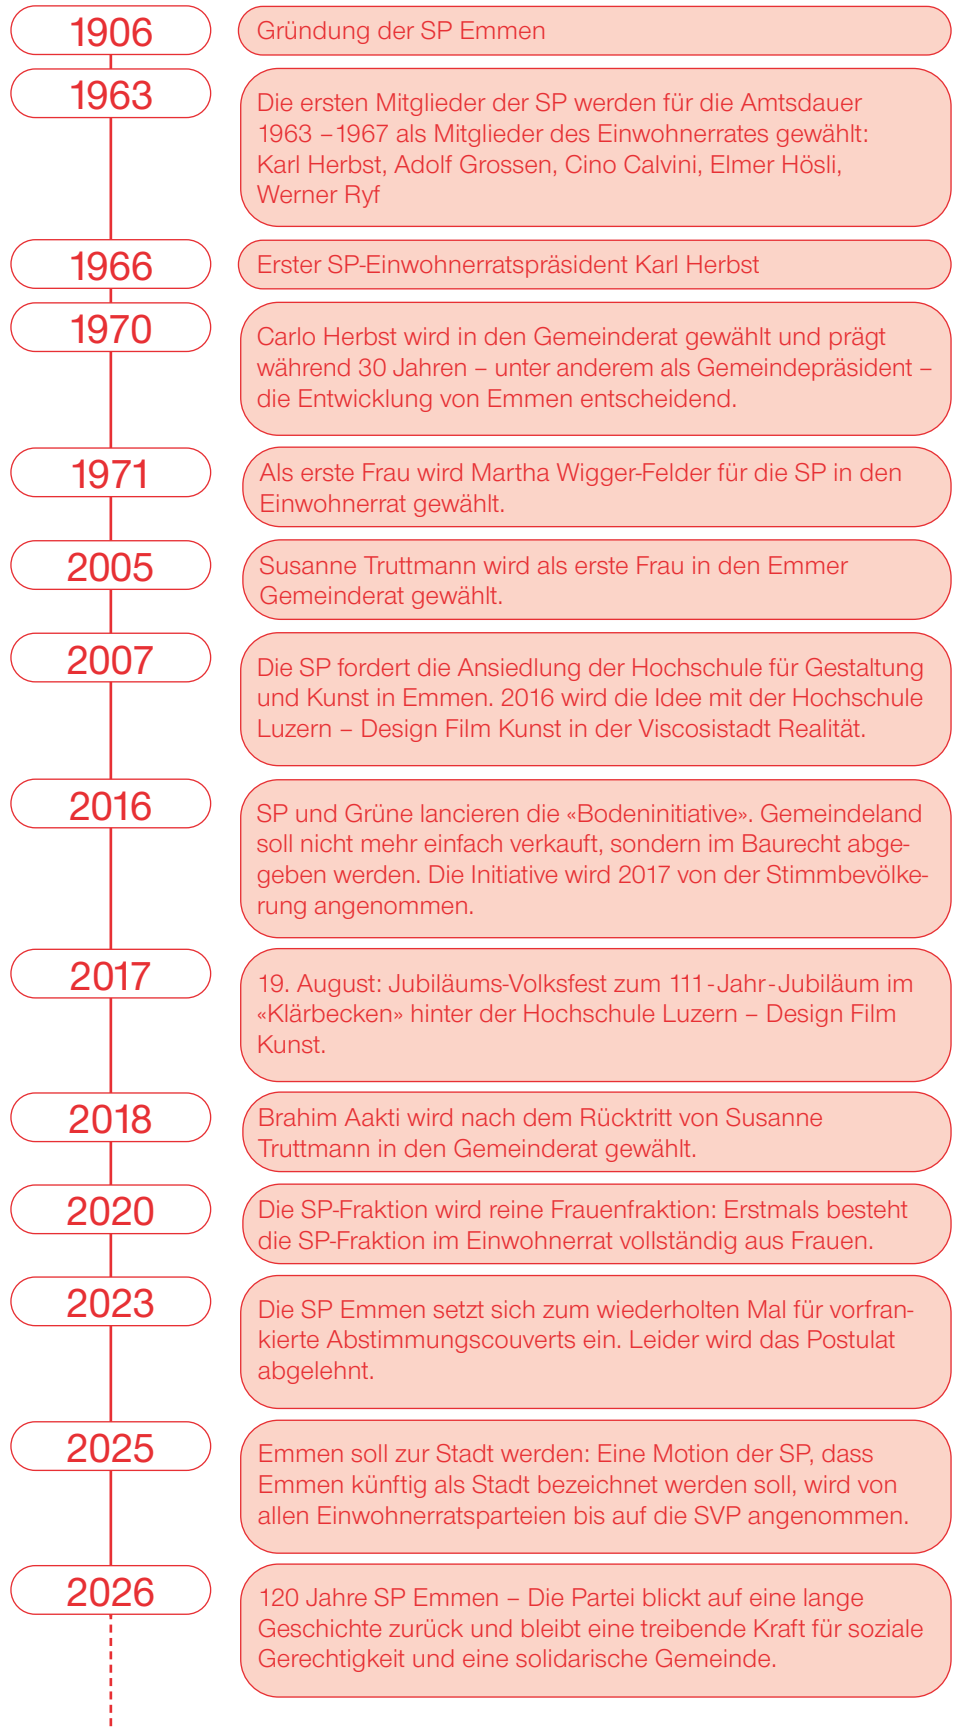 1906
Gründung der SP Emmen
1963
Die ersten Mitglieder der SP werden für die Amtsdauer
1963 –1967 als Mitglieder des Einwohnerrates gewählt:
Karl Herbst, Adolf Grossen, Cino Calvini, Elmer Hösli,
Werner Ryf
1966
Erster SP-Einwohnerratspräsident Karl Herbst
1970
Carlo Herbst wird in den Gemeinderat gewählt und prägt
während 30 Jahren – unter anderem als Gemeindepräsident –
die Entwicklung von Emmen entscheidend.
1971
Als erste Frau wird Martha Wigger-Felder für die SP in den
Einwohnerrat gewählt.
2005
Susanne Truttmann wird als erste Frau in den Emmer
Gemeinderat gewählt.
2007
Die SP fordert die Ansiedlung der Hochschule für Gestaltung
und Kunst in Emmen. 2016 wird die Idee mit der Hochschule
Luzern – Design Film Kunst in der Viscosistadt Realität.
2016
SP und Grüne lancieren die «Bodeninitiative». Gemeindeland
soll nicht mehr einfach verkauft, sondern im Baurecht abge-
geben werden. Die Initiative wird 2017 von der Stimmbevölke-
rung angenommen.
2017
19. August: Jubiläums-Volksfest zum 111-Jahr-Jubiläum im
«Klärbecken» hinter der Hochschule Luzern – Design Film
Kunst.
2018
Brahim Aakti wird nach dem Rücktritt von Susanne
Truttmann in den Gemeinderat gewählt.
2020
Die SP-Fraktion wird reine Frauenfraktion: Erstmals besteht
die SP-Fraktion im Einwohnerrat vollständig aus Frauen.
2023
Die SP Emmen setzt sich zum wiederholten Mal für vorfran-
kierte Abstimmungscouverts ein. Leider wird das Postulat
abgelehnt.
2025
Emmen soll zur Stadt werden: Eine Motion der SP, dass
Emmen künftig als Stadt bezeichnet werden soll, wird von
allen Einwohnerratsparteien bis auf die SVP angenommen.
2026
120 Jahre SP Emmen – Die Partei blickt auf eine lange
Geschichte zurück und bleibt eine treibende Kraft für soziale
Gerechtigkeit und eine solidarische Gemeinde.